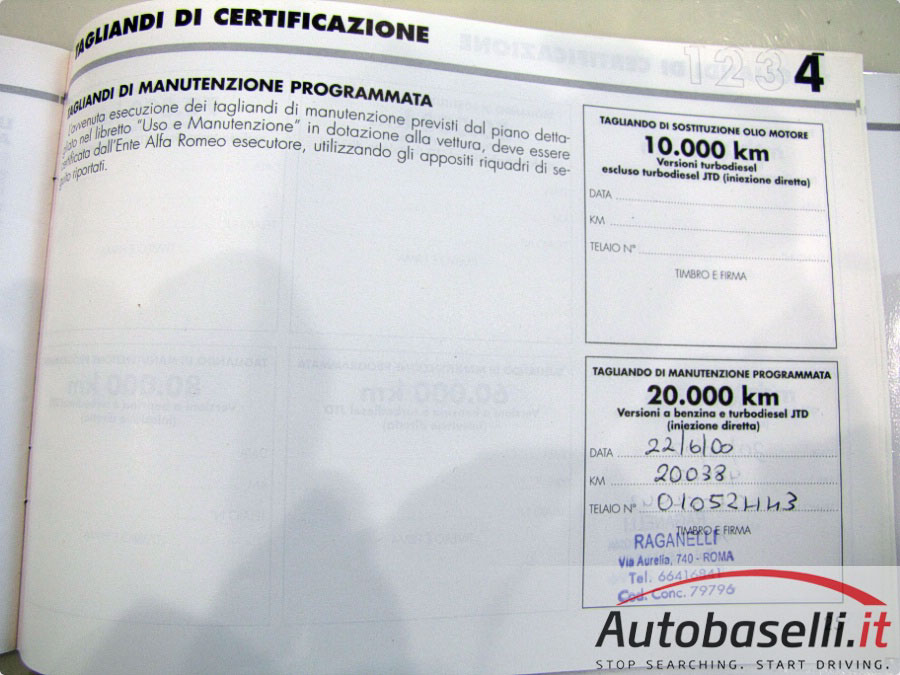 TAGLIANDI DI CERTIFICAZIONE
1234
TAGLIANDI DI MANUTENZIONE PROGRAMMATA
L'avvenuta esecuzione dei tagliandi di manutenzione previsti dal piano detta-
gliato nel libretto "Uso e Manutenzione" in dotazione alla vettura, deve essere
certificata dall'Ente Alfa Romeo esecutore, utilizzando gli appositi riquadri di se-
guito riportati.
TAGLIANDO DI SOSTITUZIONE OLIO MOTORE
10.000 km
Versioni turbodiesel
escluso turbodiesel JTD (iniezione diretta)
DATA
KM
TELAIO N°
TIMBRO E FIRMA
TAGLIANDO DI MANUTENZIONE PROGRAMMATA
20.000 km
Versioni a benzina e turbodiesel JTD
(iniezione diretta)
DATA 22/6/00
KM 20038
TELAIO N° 01052443
TIMBRO E FIRMA
RAGANELLI
Via Aurelia, 740 - ROMA
Tel. 66416841
Cod. Conc. 79796
Autobaselli.it
STOP SEARCHING. START DRIVING.